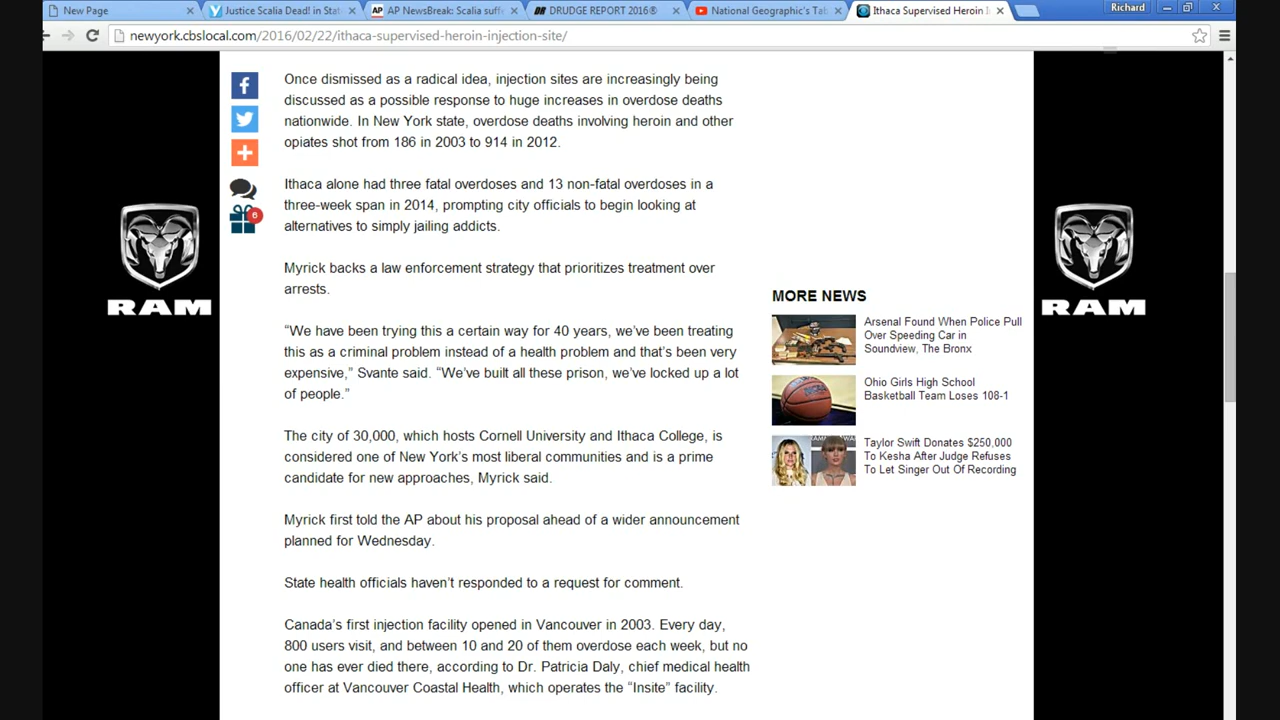 New Page
Justice Scalia Dead! in Stat
AP NewsBreak: Scalia suff
DRUDGE REPORT 2016®
National Geographic's Tab
Ithaca Supervised Heroin I
Richard
newyork.cbslocal.com/2016/02/22/ithaca-supervised-heroin-injection-site/
Once dismissed as a radical idea, injection sites are increasingly being
discussed as a possible response to huge increases in overdose deaths
nationwide. In New York state, overdose deaths involving heroin and other
opiates shot from 186 in 2003 to 914 in 2012.
Ithaca alone had three fatal overdoses and 13 non-fatal overdoses in a
three-week span in 2014, prompting city officials to begin looking at
alternatives to simply jailing addicts.
6
Myrick backs a law enforcement strategy that prioritizes treatment over
arrests.
“We have been trying this a certain way for 40 years, we’ve been treating
this as a criminal problem instead of a health problem and that’s been very
expensive,” Svante said. “We’ve built all these prison, we’ve locked up a lot
of people.”
The city of 30,000, which hosts Cornell University and Ithaca College, is
considered one of New York’s most liberal communities and is a prime
candidate for new approaches, Myrick said.
Myrick first told the AP about his proposal ahead of a wider announcement
planned for Wednesday.
State health officials haven’t responded to a request for comment.
Canada’s first injection facility opened in Vancouver in 2003. Every day,
800 users visit, and between 10 and 20 of them overdose each week, but no
one has ever died there, according to Dr. Patricia Daly, chief medical health
officer at Vancouver Coastal Health, which operates the “Insite” facility.
MORE NEWS
Arsenal Found When Police Pull
Over Speeding Car in
Soundview, The Bronx
Ohio Girls High School
Basketball Team Loses 108-1
Taylor Swift Donates $250,000
To Kesha After Judge Refuses
To Let Singer Out Of Recording
RAM
RAM